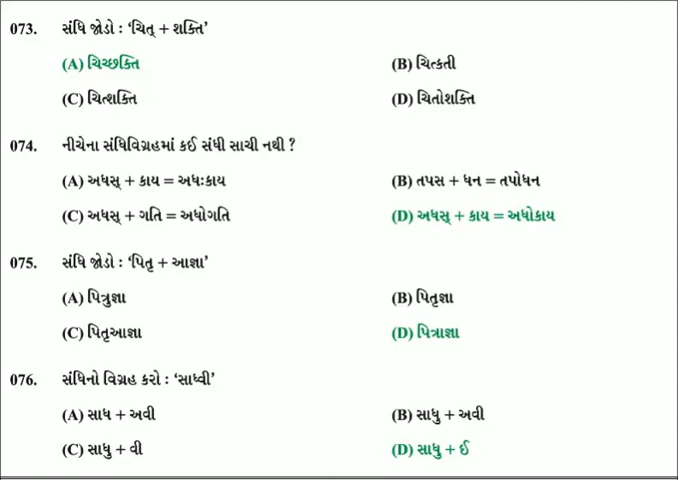 073. સંધિ જોડો : ‘ચિત્ + શક્તિ’
(A) ચિચ્છક્તિ (B) ચિત્કતી
(C) ચિત્શક્તિ (D) ચિતોશક્તિ
074. નીચેના સંધિવિગ્રહમાં કઈ સંધી સાચી નથી ?
(A) અધસ્ + કાય = અધઃકાય (B) તપસ + ધન = તપોધન
(C) અધસ્ + ગતિ = અધોગતિ (D) અધસ્ + કાય = અધોકાય
075. સંધિ જોડો : ‘પિતૃ + આજ્ઞા’
(A) પિત્રુજ્ઞા (B) પિતૃજ્ઞા
(C) પિતૃઆજ્ઞા (D) પિત્રાજ્ઞા
076. સંધિનો વિગ્રહ કરો : ‘સાધ્વી’
(A) સાધ + અવી (B) સાધુ + અવી
(C) સાધુ + વી (D) સાધુ + ઈ